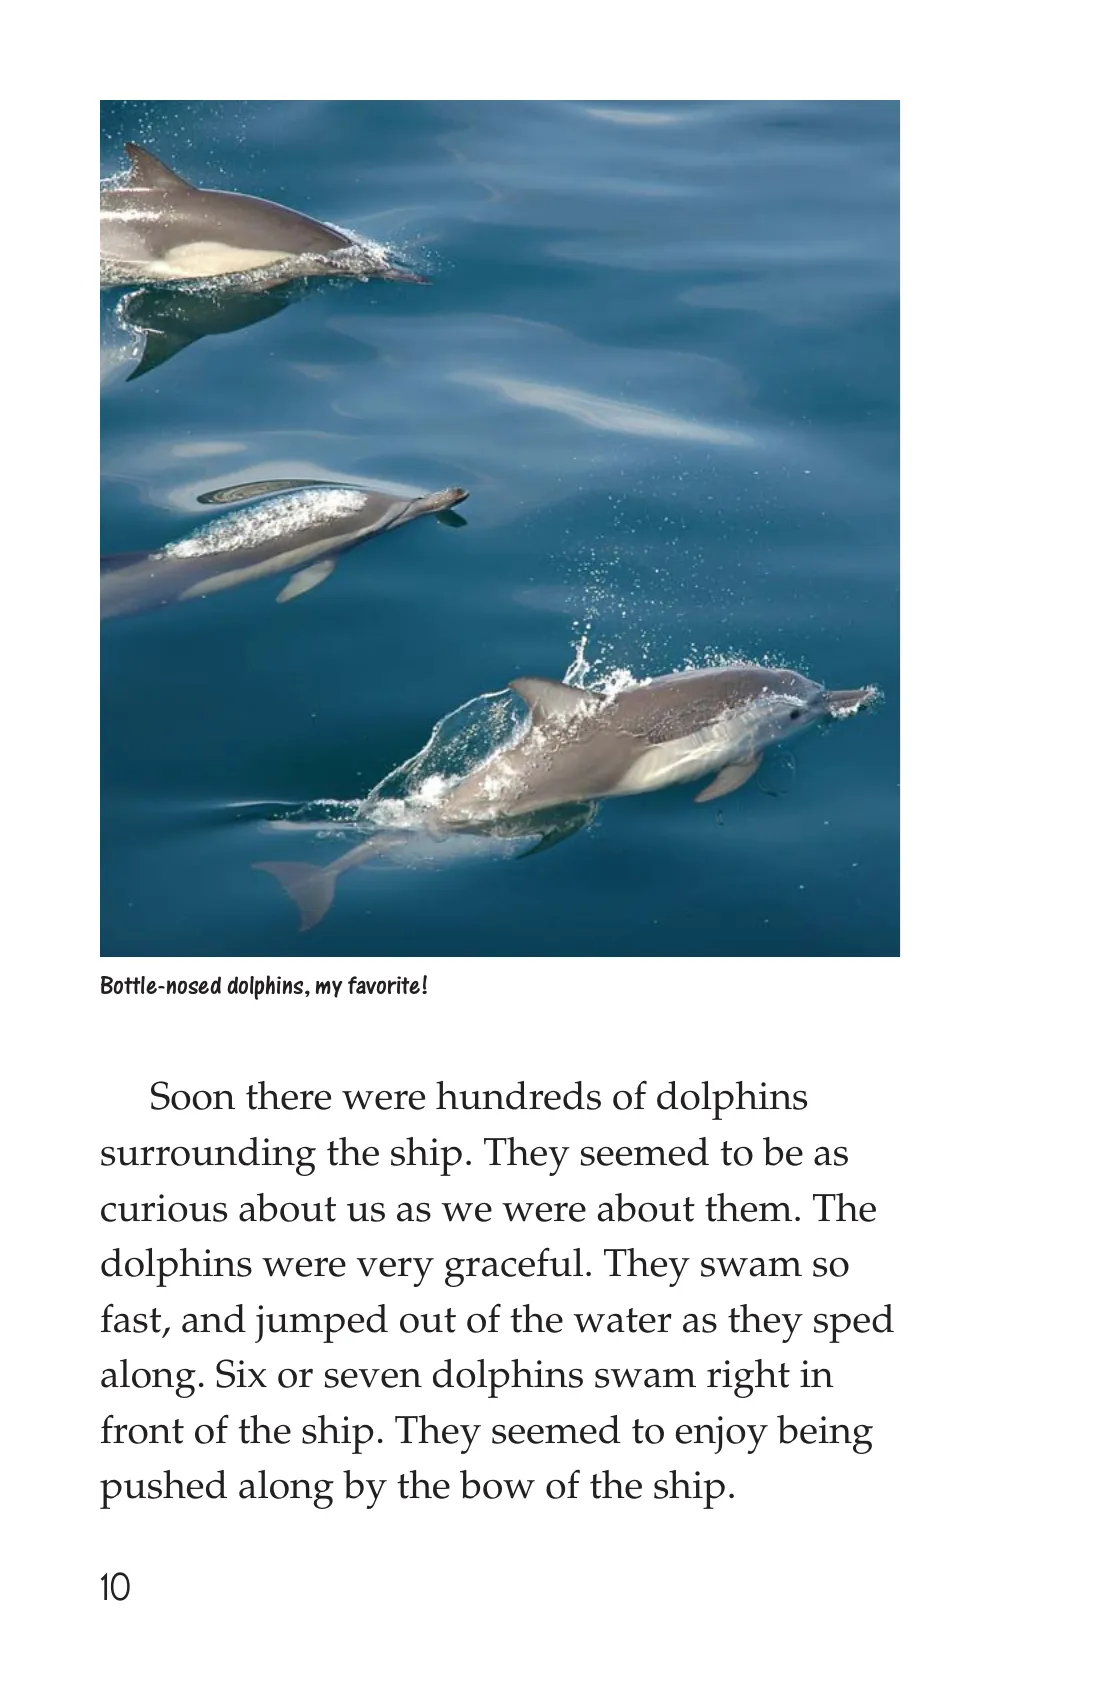 Bottle-nosed dolphins, my favorite!
Soon there were hundreds of dolphins
surrounding the ship. They seemed to be as
curious about us as we were about them. The
dolphins were very graceful. They swam so
fast, and jumped out of the water as they sped
along. Six or seven dolphins swam right in
front of the ship. They seemed to enjoy being
pushed along by the bow of the ship.
10